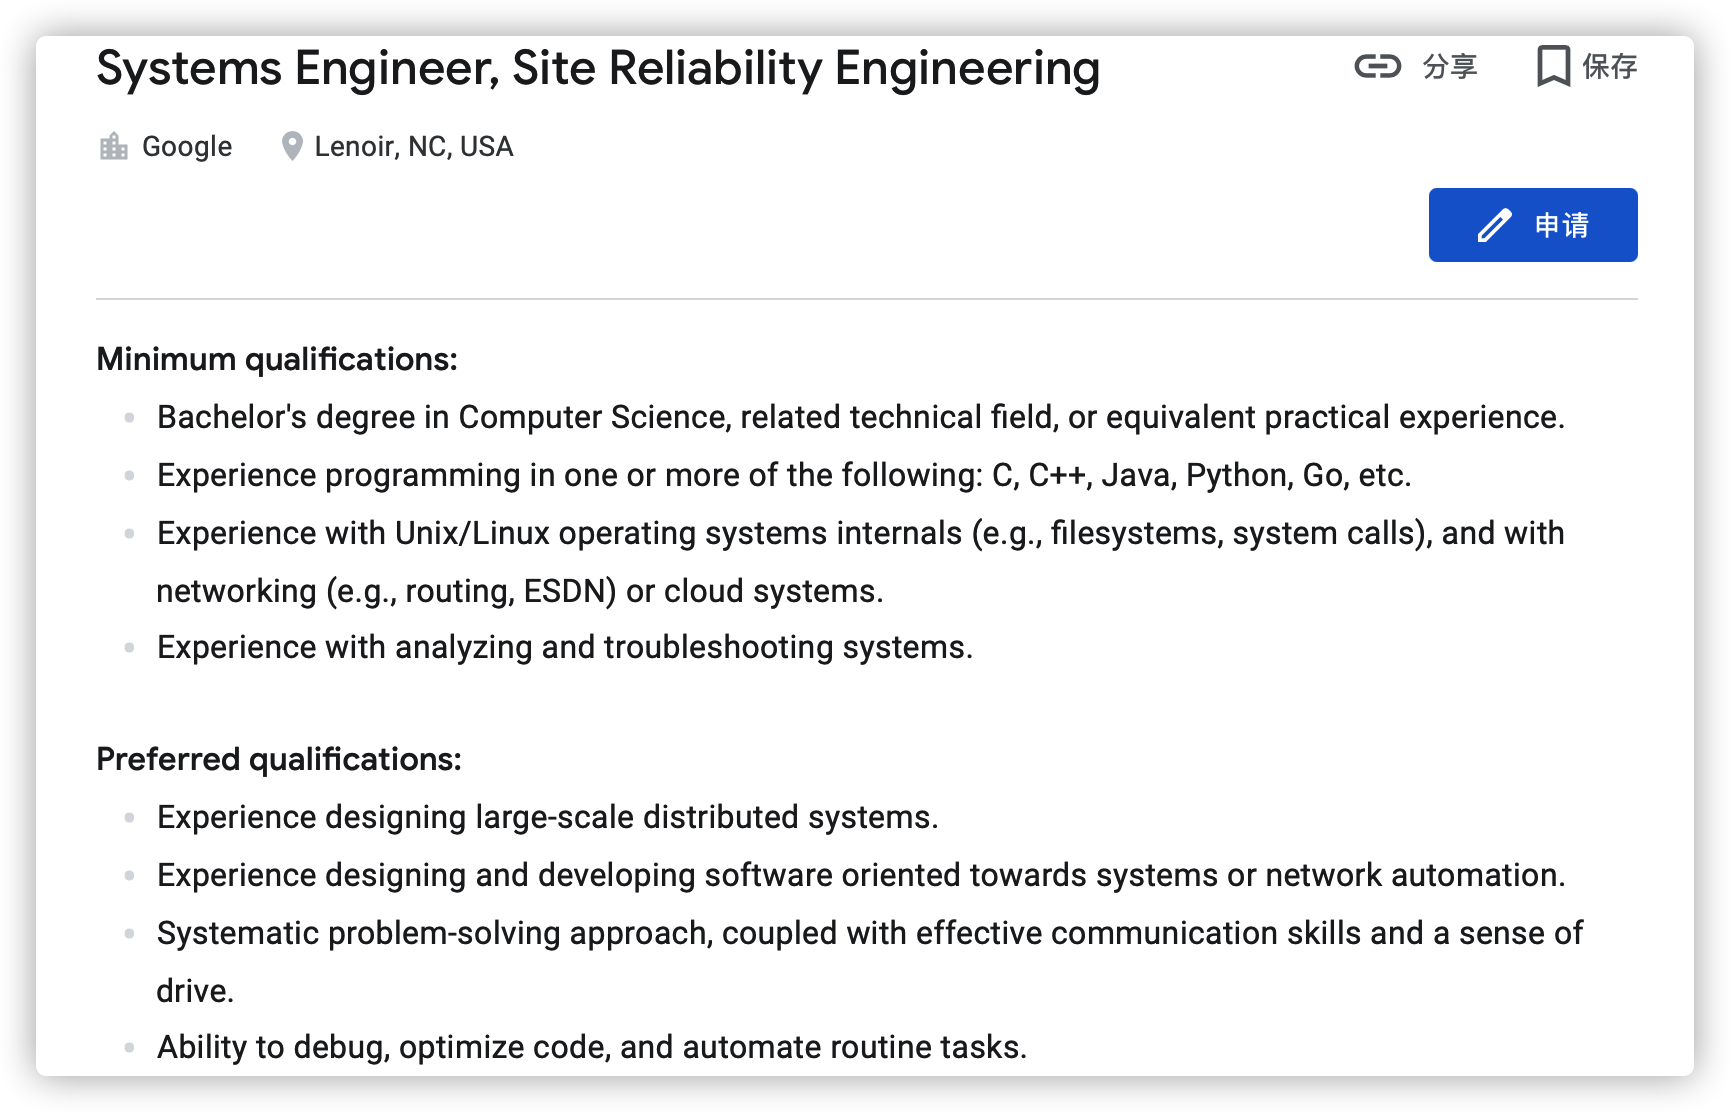 Systems Engineer, Site Reliability Engineering
分享
保存
Google
Lenoir, NC, USA
申请
Minimum qualifications:
Bachelor's degree in Computer Science, related technical field, or equivalent practical experience.
Experience programming in one or more of the following: C, C++, Java, Python, Go, etc.
Experience with Unix/Linux operating systems internals (e.g., filesystems, system calls), and with
networking (e.g., routing, ESDN) or cloud systems.
Experience with analyzing and troubleshooting systems.
Preferred qualifications:
Experience designing large-scale distributed systems.
Experience designing and developing software oriented towards systems or network automation.
Systematic problem-solving approach, coupled with effective communication skills and a sense of
drive.
Ability to debug, optimize code, and automate routine tasks.